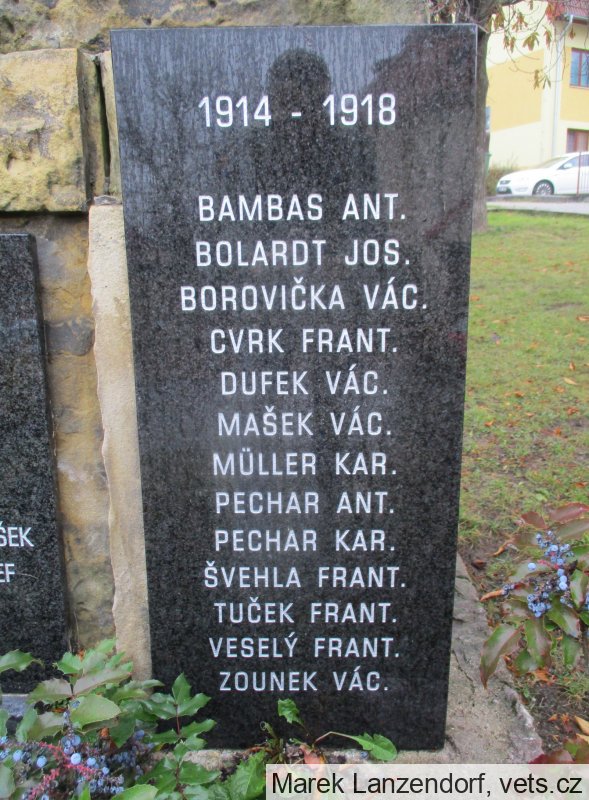 1914 - 1918
BAMBAS ANT.
BOLARDT JOS.
BOROVIČKA VÁC.
CVRK FRANT.
DUFEK VÁC.
MAŠEK VÁC.
MÜLLER KAR.
PECHAR ANT.
PECHAR KAR.
ŠVEHLA FRANT.
TUČEK FRANT.
VESELÝ FRANT.
ZOUNEK VÁC.
Marek Lanzendorf, vets.cz